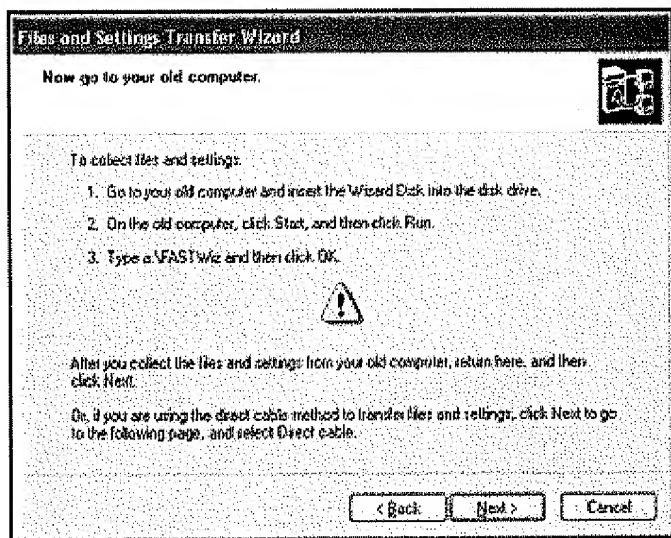 Files and Settings Transfer Wizard
Now go to your old computer.
To collect files and settings:
1. Go to your old computer and insert the Wizard Disk into the disk drive.
2. On the old computer, click Start, and then click Run.
3. Type a:\FASTWiz and then click OK.
After you collect the files and settings from your old computer, return here, and then
click Next.
Or, if you are using the direct cable method to transfer files and settings, click Next to go
to the following page, and select Direct cable.
< Back Next > Cancel